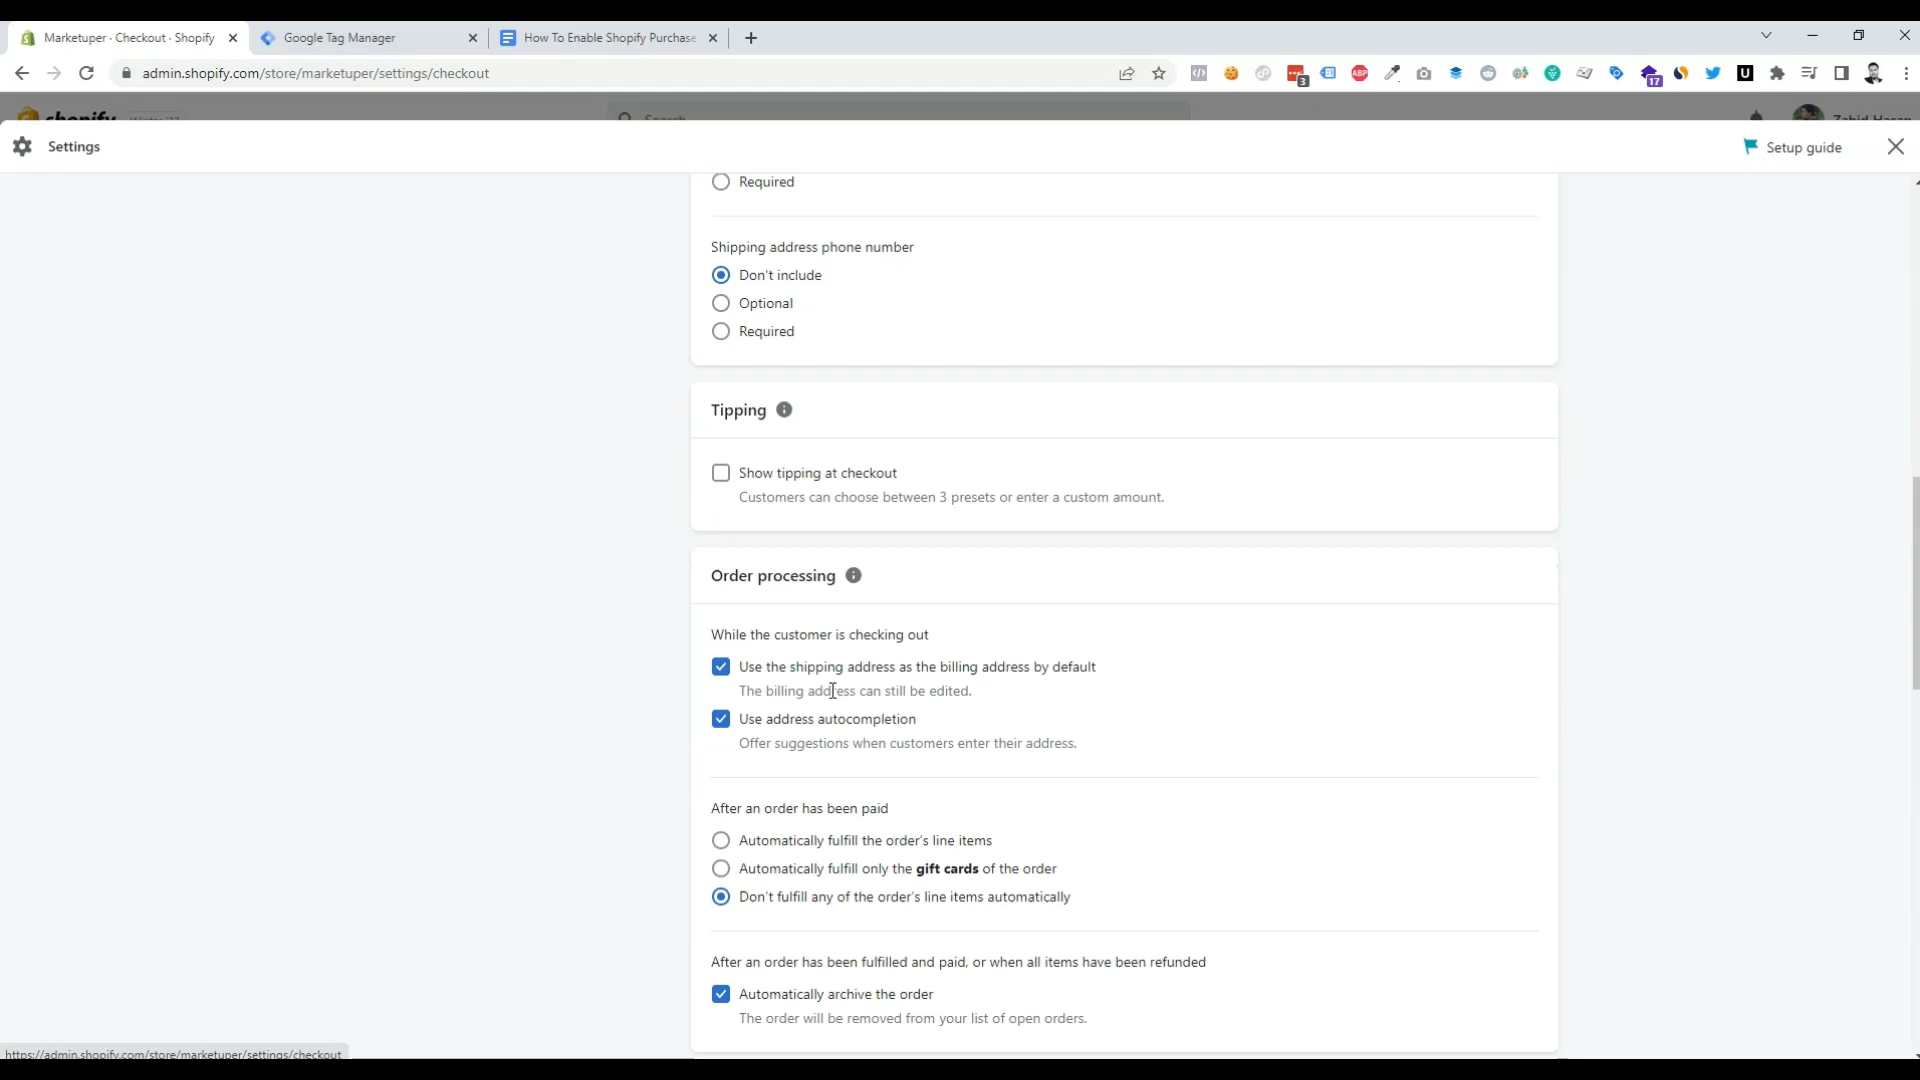 Marketuper · Checkout · Shopify
Google Tag Manager
How To Enable Shopify Purchase
admin.shopify.com/store/marketuper/settings/checkout
ABP
3
17
U
shopify
Search
Zahid Hasan
Settings
Setup guide
Required
Shipping address phone number
Don't include
Optional
Required
Tipping
Show tipping at checkout
Customers can choose between 3 presets or enter a custom amount.
Order processing
While the customer is checking out
Use the shipping address as the billing address by default
The billing address can still be edited.
Use address autocompletion
Offer suggestions when customers enter their address.
After an order has been paid
Automatically fulfill the order's line items
Automatically fulfill only the gift cards of the order
Don't fulfill any of the order's line items automatically
After an order has been fulfilled and paid, or when all items have been refunded
Automatically archive the order
The order will be removed from your list of open orders.
https://admin.shopify.com/store/marketuper/settings/checkout